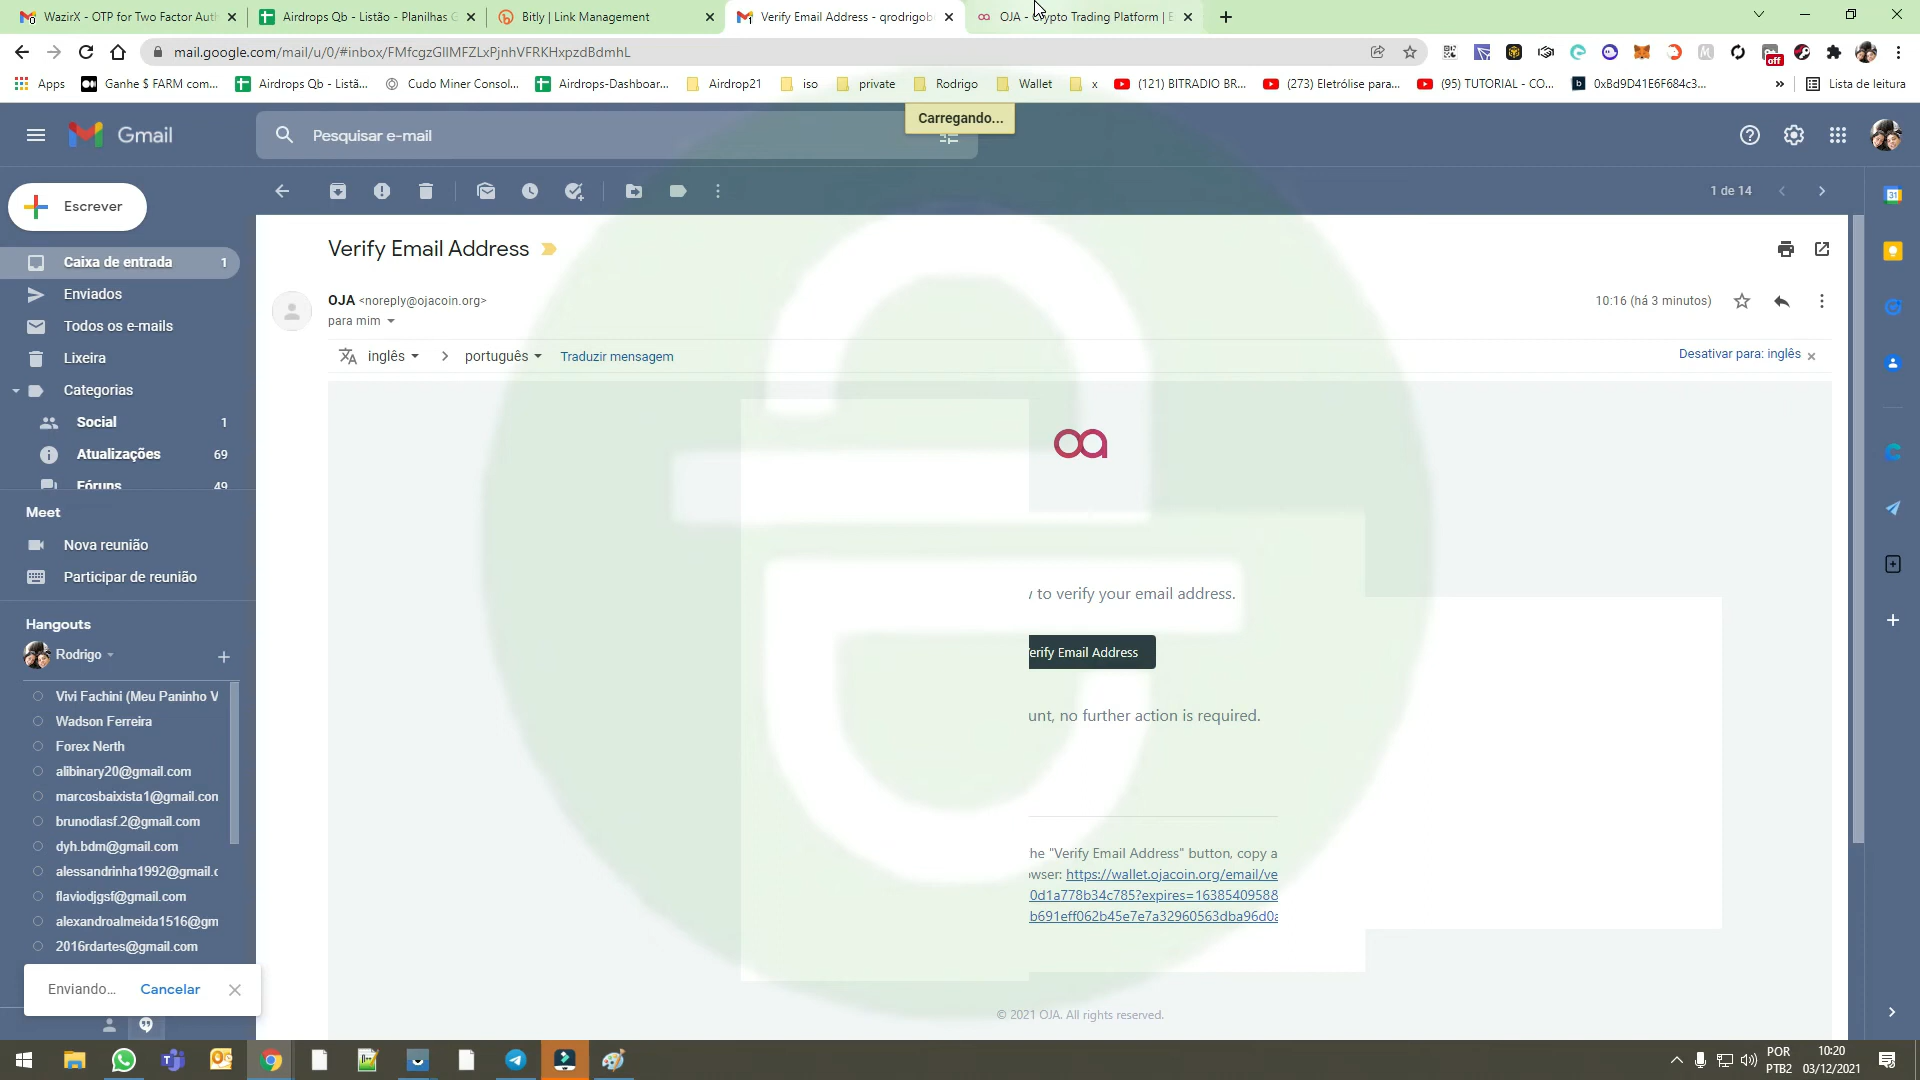 WazirX - OTP for Two Factor Auth
Airdrops Qb - Listão - Planilhas G
Bitly | Link Management
Verify Email Address - qrodrigob
OJA - Crypto Trading Platform | E
mail.google.com/mail/u/0/#inbox/FMfcgzGllMFZLxPjnhVFRKHxpzdBdmhL
off
Apps
Ganhe $ FARM com...
Airdrops Qb - Listã...
Cudo Miner Consol...
Airdrops-Dashboar...
Airdrop21
iso
private
Rodrigo
Wallet
x
(121) BITRADIO BR...
(273) Eletrólise para...
(95) TUTORIAL - CO...
0xBd9D41E6F684c3...
»
Lista de leitura
Carregando...
Gmail
Pesquisar e-mail
Escrever
1 de 14
Caixa de entrada 1
Enviados
Todos os e-mails
Lixeira
Categorias
Social 1
Atualizações 69
Fóruns 49
Meet
Nova reunião
Participar de reunião
Hangouts
Rodrigo
Vivi Fachini (Meu Paninho V
Wadson Ferreira
Forex Nerth
alibinary20@gmail.com
marcosbaixista1@gmail.con
brunodiasf.2@gmail.com
dyh.bdm@gmail.com
alessandrinha1992@gmail.c
flaviodjgsf@gmail.com
alexandroalmeida1516@gm
2016rdartes@gmail.com
Enviando... Cancelar
Verify Email Address
OJA <noreply@ojacoin.org>
para mim
10:16 (há 3 minutos)
inglês > português Traduzir mensagem
Desativar para: inglês x
to verify your email address.
erify Email Address
unt, no further action is required.
he "Verify Email Address" button, copy a
wser: https://wallet.ojacoin.org/email/ve
0d1a778b34c785?expires=16385409588
b691eff062b45e7e7a32960563dba96d0a
© 2021 OJA. All rights reserved.
31
POR
PTB2
10:20
03/12/2021